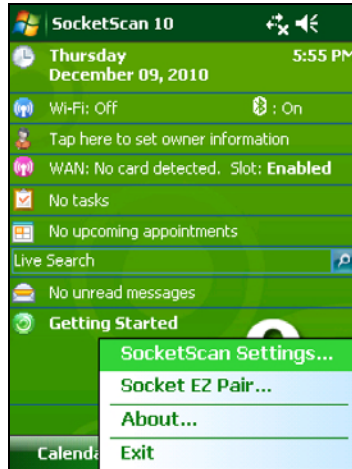 SocketScan 10
Thursday 5:55 PM
December 09, 2010
Wi-Fi: Off : On
Tap here to set owner information
WAN: No card detected. Slot: Enabled
No tasks
No upcoming appointments
Live Search
No unread messages
Getting Started
SocketScan Settings...
Socket EZ Pair...
About...
Calenda Exit